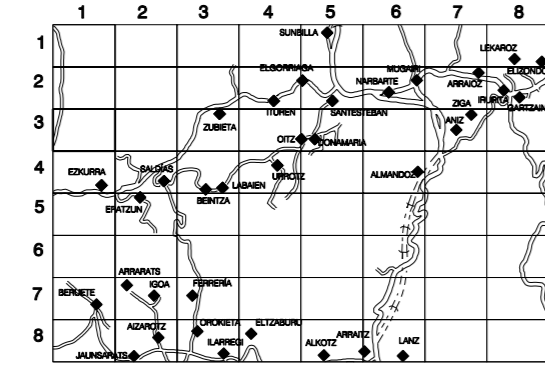 1 2 3 4 5 6 7 8
1
SUNBILLA
LEKAROZ
2
ELGORRIAGA
MUGAIRI
ELIZONDO
NARBARTE
ARRAIOZ
ITUREN
SANTESTEBAN
ZIGA
IRURITA
GARTZAIN
3
ZUBIETA
ANIZ
OITZ
DONAMARIA
4
EZKURRA
SALDIAS
URROTZ
ALMANDOZ
LABAIEN
BEINTZA
5
ERATZUN
6
ARRARATS
7
BERUETE
IGOA
FERRERÍA
8
AIZAROTZ
OROKIETA
ELTZABURU
JAUNSARATS
ILARREGI
ALKOTZ
ARRAITZ
LANZ